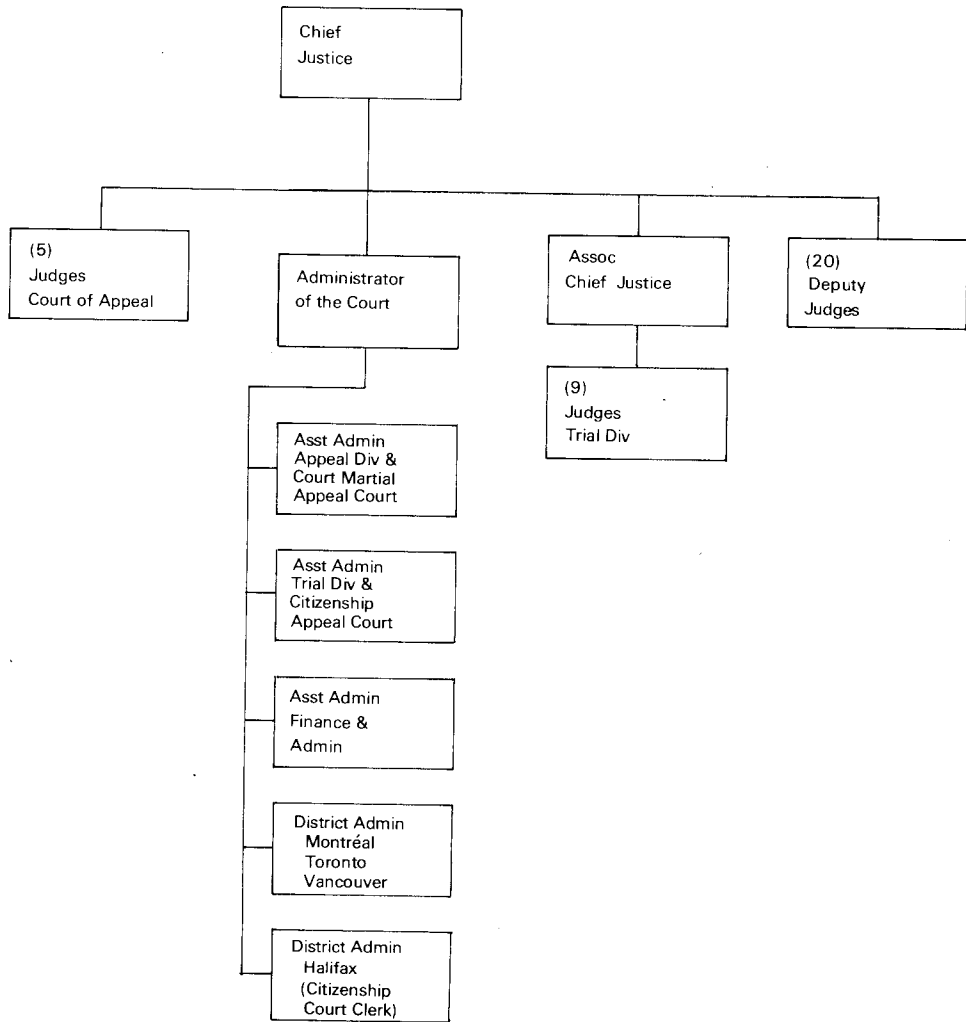 Chief
Justice
(5)
Judges
Court of Appeal
Administrator
of the Court
Assoc
Chief Justice
(20)
Deputy
Judges
(9)
Judges
Trial Div
Asst Admin
Appeal Div &
Court Martial
Appeal Court
Asst Admin
Trial Div &
Citizenship
Appeal Court
Asst Admin
Finance &
Admin
District Admin
Montréal
Toronto
Vancouver
District Admin
Halifax
(Citizenship
Court Clerk)